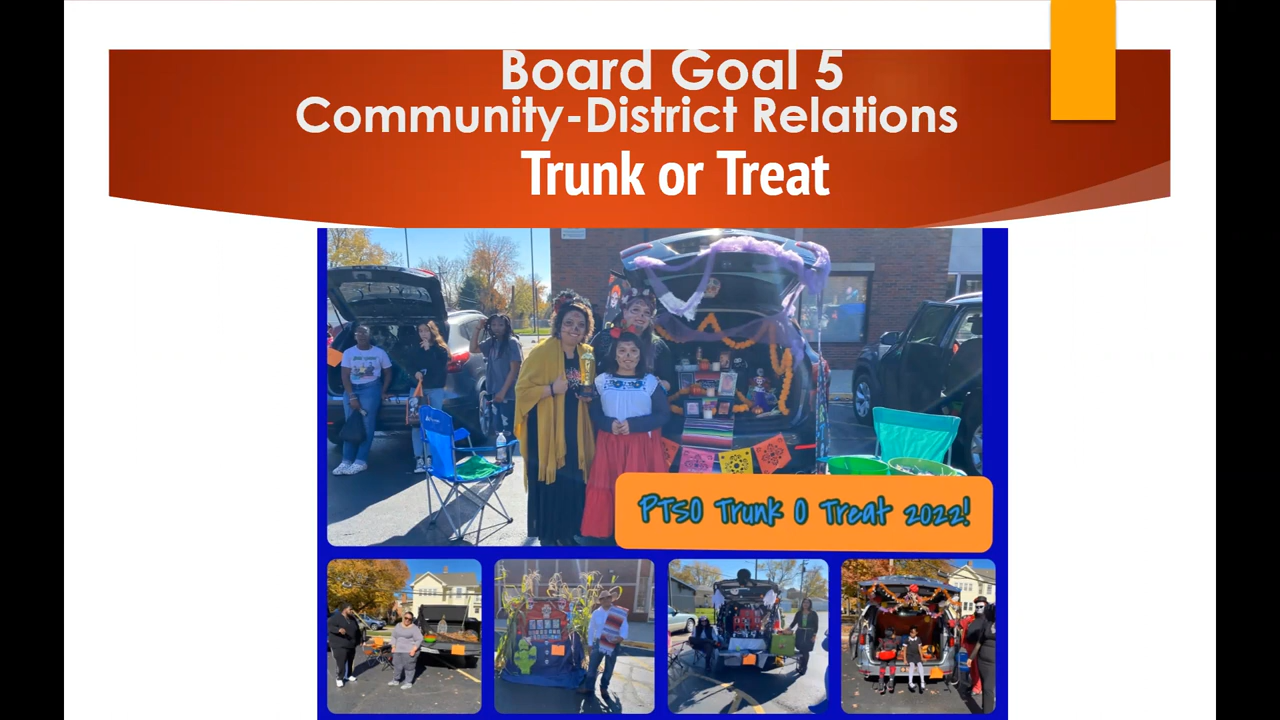 Board Goal 5
Community-District Relations
Trunk or Treat
PTSO Trunk O Treat 2022!